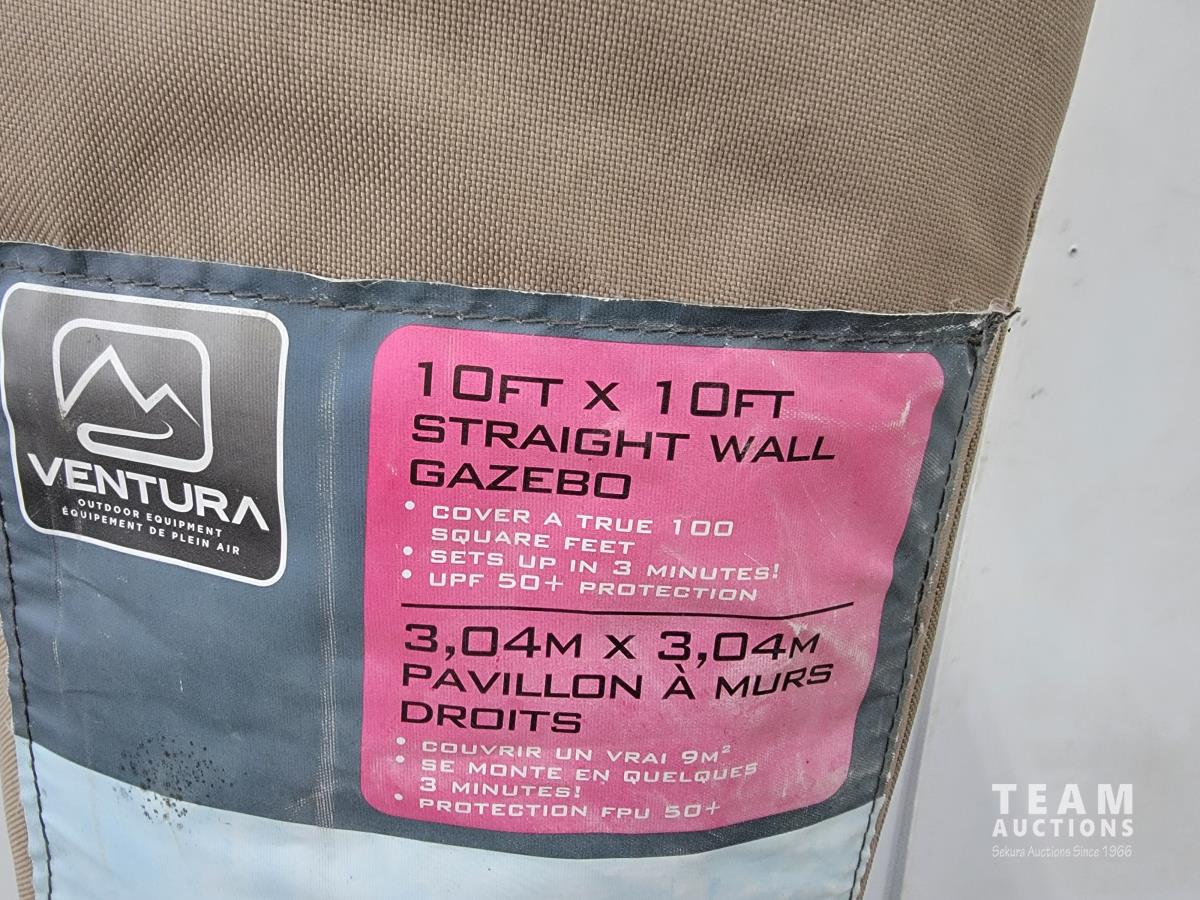 VENTURA
OUTDOOR EQUIPMENT
ÉQUIPEMENT DE PLEIN AIR
10FT X 10FT
STRAIGHT WALL
GAZEBO
• COVER A TRUE 100
SQUARE FEET
• SETS UP IN 3 MINUTES!
• UPF 50+ PROTECTION
3,04M X 3,04M
PAVILLON À MURS
DROITS
• COUVRIR UN VRAI 9M²
• SE MONTE EN QUELQUES
3 MINUTES!
• PROTECTION FPU 50+
TEAM
AUCTIONS
Sekura Auctions Since 1966